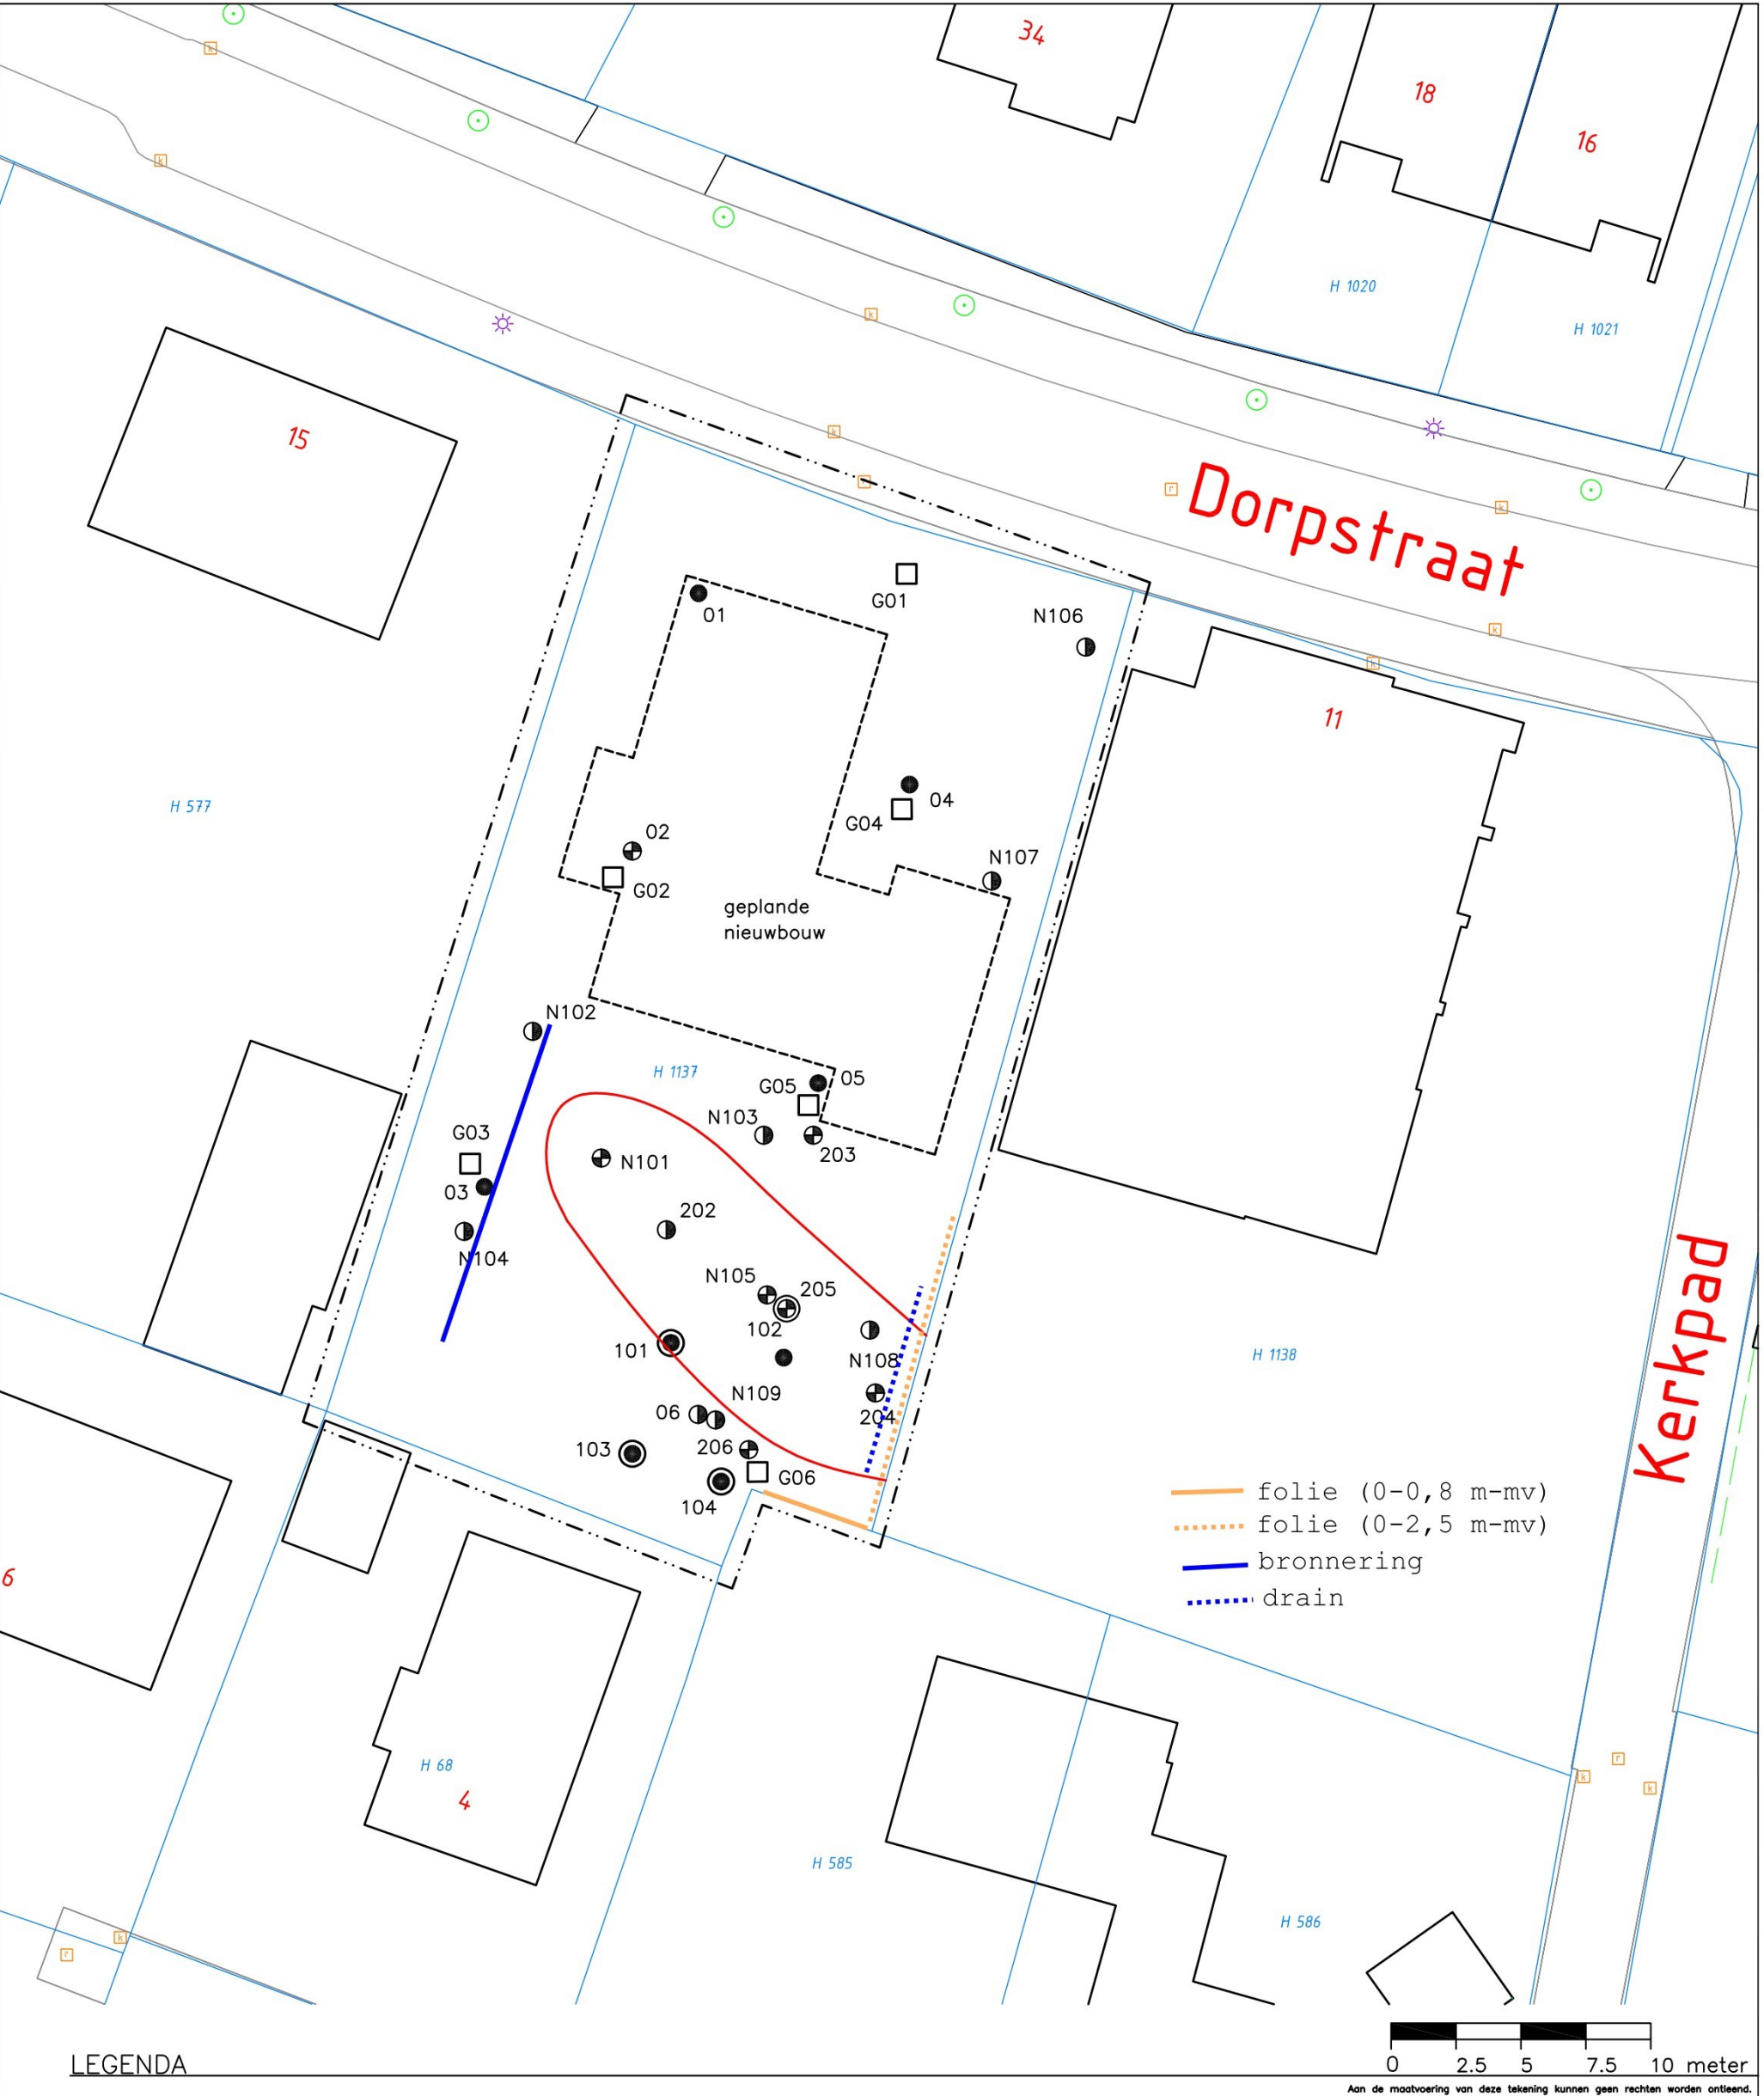 34
18
16
H 1020
H 1021
k
k
k
k
k
r
k
k
k
15
Dorpstraat
G01
01
N106
11
H 577
04
G04
02
N107
G02
geplande
nieuwbouw
N102
H 1137
05
G05
N103
G03
203
N101
03
202
N104
N105
205
102
101
N108
H 1138
Kerkpad
N109
06
204
206
103
G06
104
folie (0-0,8 m-mv)
folie (0-2,5 m-mv)
bronnering
drain
6
H 68
4
r
k
k
H 585
H 586
k
r
LEGENDA
0 2.5 5 7.5 10 meter
Aan de maatvoering van deze tekening kunnen geen rechten worden ontleend.